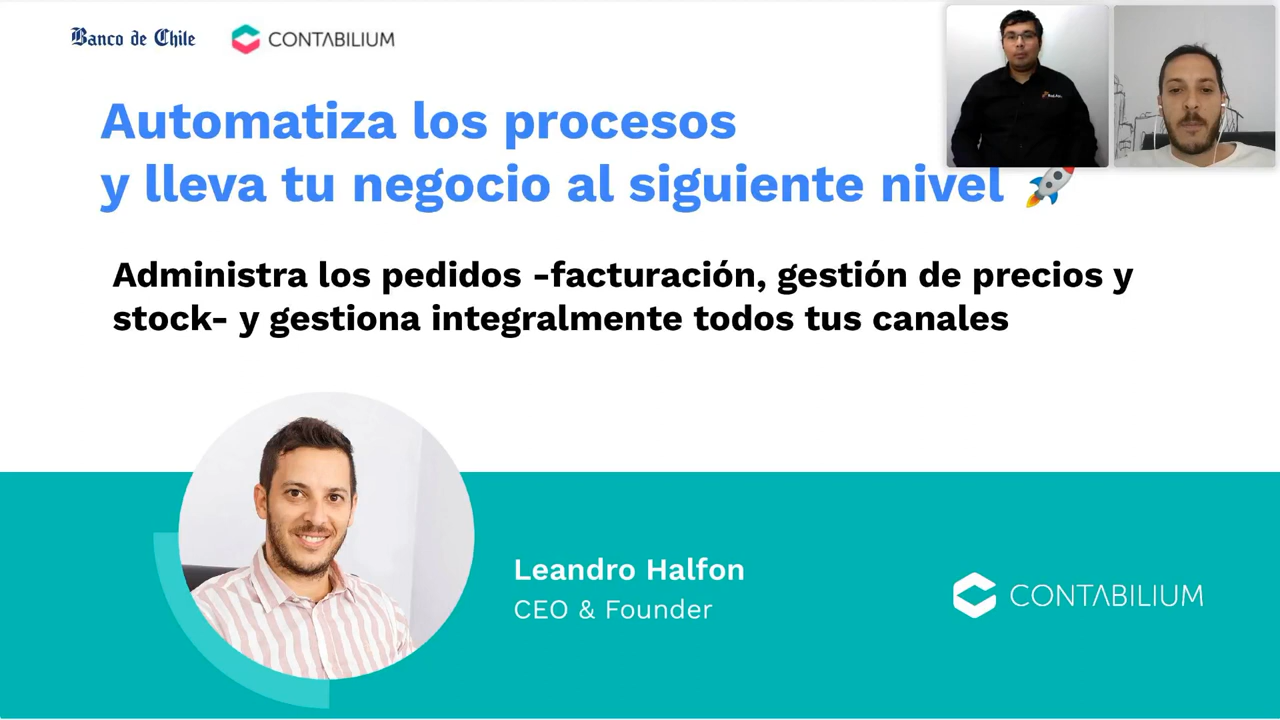 Banco de Chile
CONTABILIUM
Automatiza los procesos
y lleva tu negocio al siguiente nivel
Administra los pedidos -facturación, gestión de precios y
stock- y gestiona integralmente todos tus canales
Leandro Halfon
CEO & Founder
CONTABILIUM